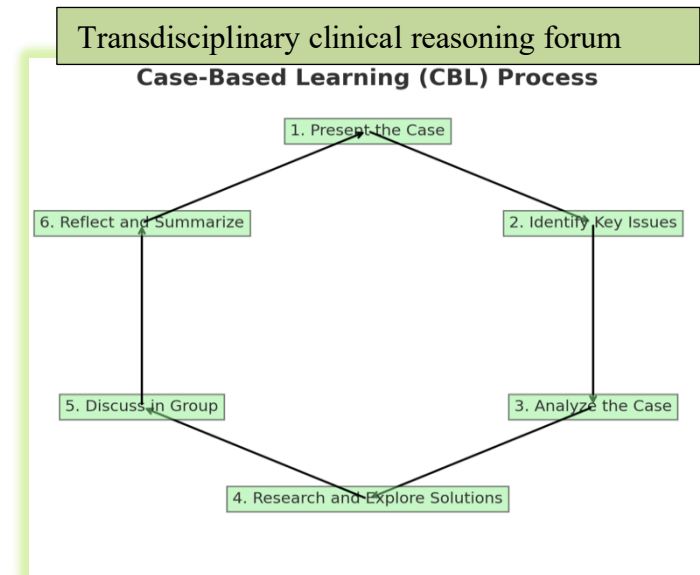 Transdisciplinary clinical reasoning forum
Case-Based Learning (CBL) Process
1. Present the Case
2. Identify Key Issues
3. Analyze the Case
4. Research and Explore Solutions
5. Discuss in Group
6. Reflect and Summarize